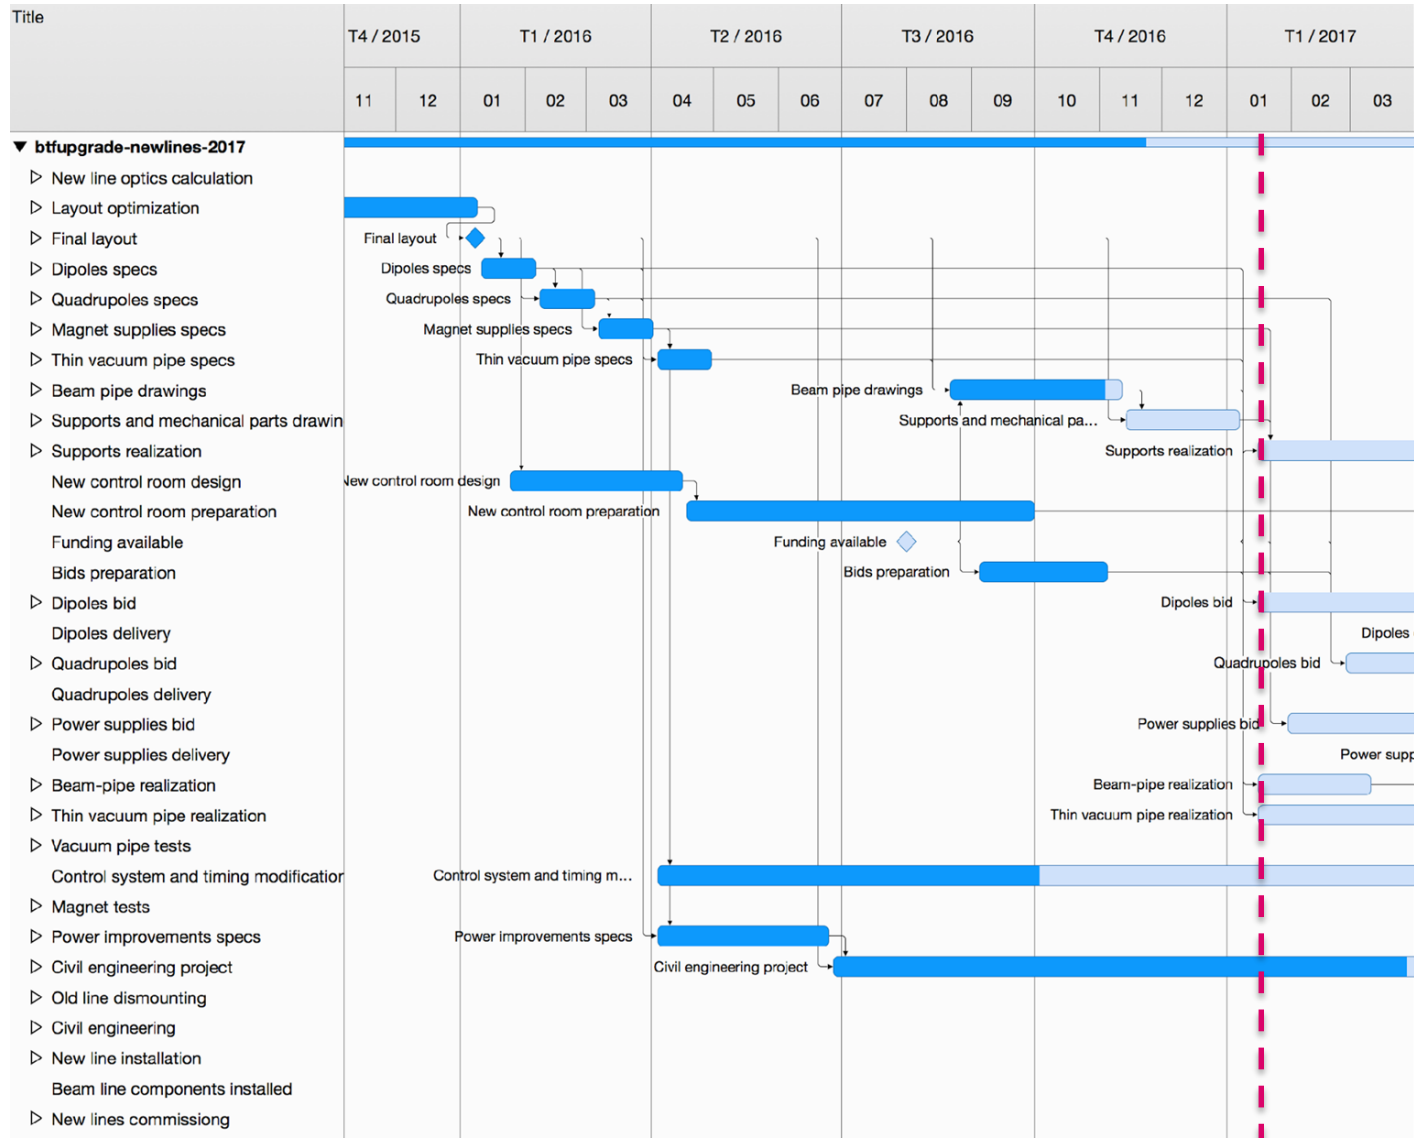 Title
T4 / 2015 T1 / 2016 T2 / 2016 T3 / 2016 T4 / 2016 T1 / 2017
11 12 01 02 03 04 05 06 07 08 09 10 11 12 01 02 03
btfupgrade-newlines-2017
New line optics calculation
Layout optimization
Final layout Final layout
Dipoles specs Dipoles specs
Quadrupoles specs Quadrupoles specs
Magnet supplies specs Magnet supplies specs
Thin vacuum pipe specs Thin vacuum pipe specs
Beam pipe drawings Beam pipe drawings
Supports and mechanical parts drawin Supports and mechanical pa...
Supports realization Supports realization
New control room design New control room design
New control room preparation New control room preparation
Funding available Funding available
Bids preparation Bids preparation
Dipoles bid Dipoles bid
Dipoles delivery Dipoles
Quadrupoles bid Quadrupoles bid
Quadrupoles delivery
Power supplies bid Power supplies bid
Power supplies delivery Power supp
Beam-pipe realization Beam-pipe realization
Thin vacuum pipe realization Thin vacuum pipe realization
Vacuum pipe tests
Control system and timing modification Control system and timing m...
Magnet tests
Power improvements specs Power improvements specs
Civil engineering project Civil engineering project
Old line dismounting
Civil engineering
New line installation
Beam line components installed
New lines commissiong